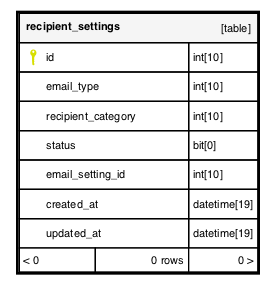 recipient_settings [table]
id int[10]
email_type int[10]
recipient_category int[10]
status bit[0]
email_setting_id int[10]
created_at datetime[19]
updated_at datetime[19]
< 0 0 rows 0 >